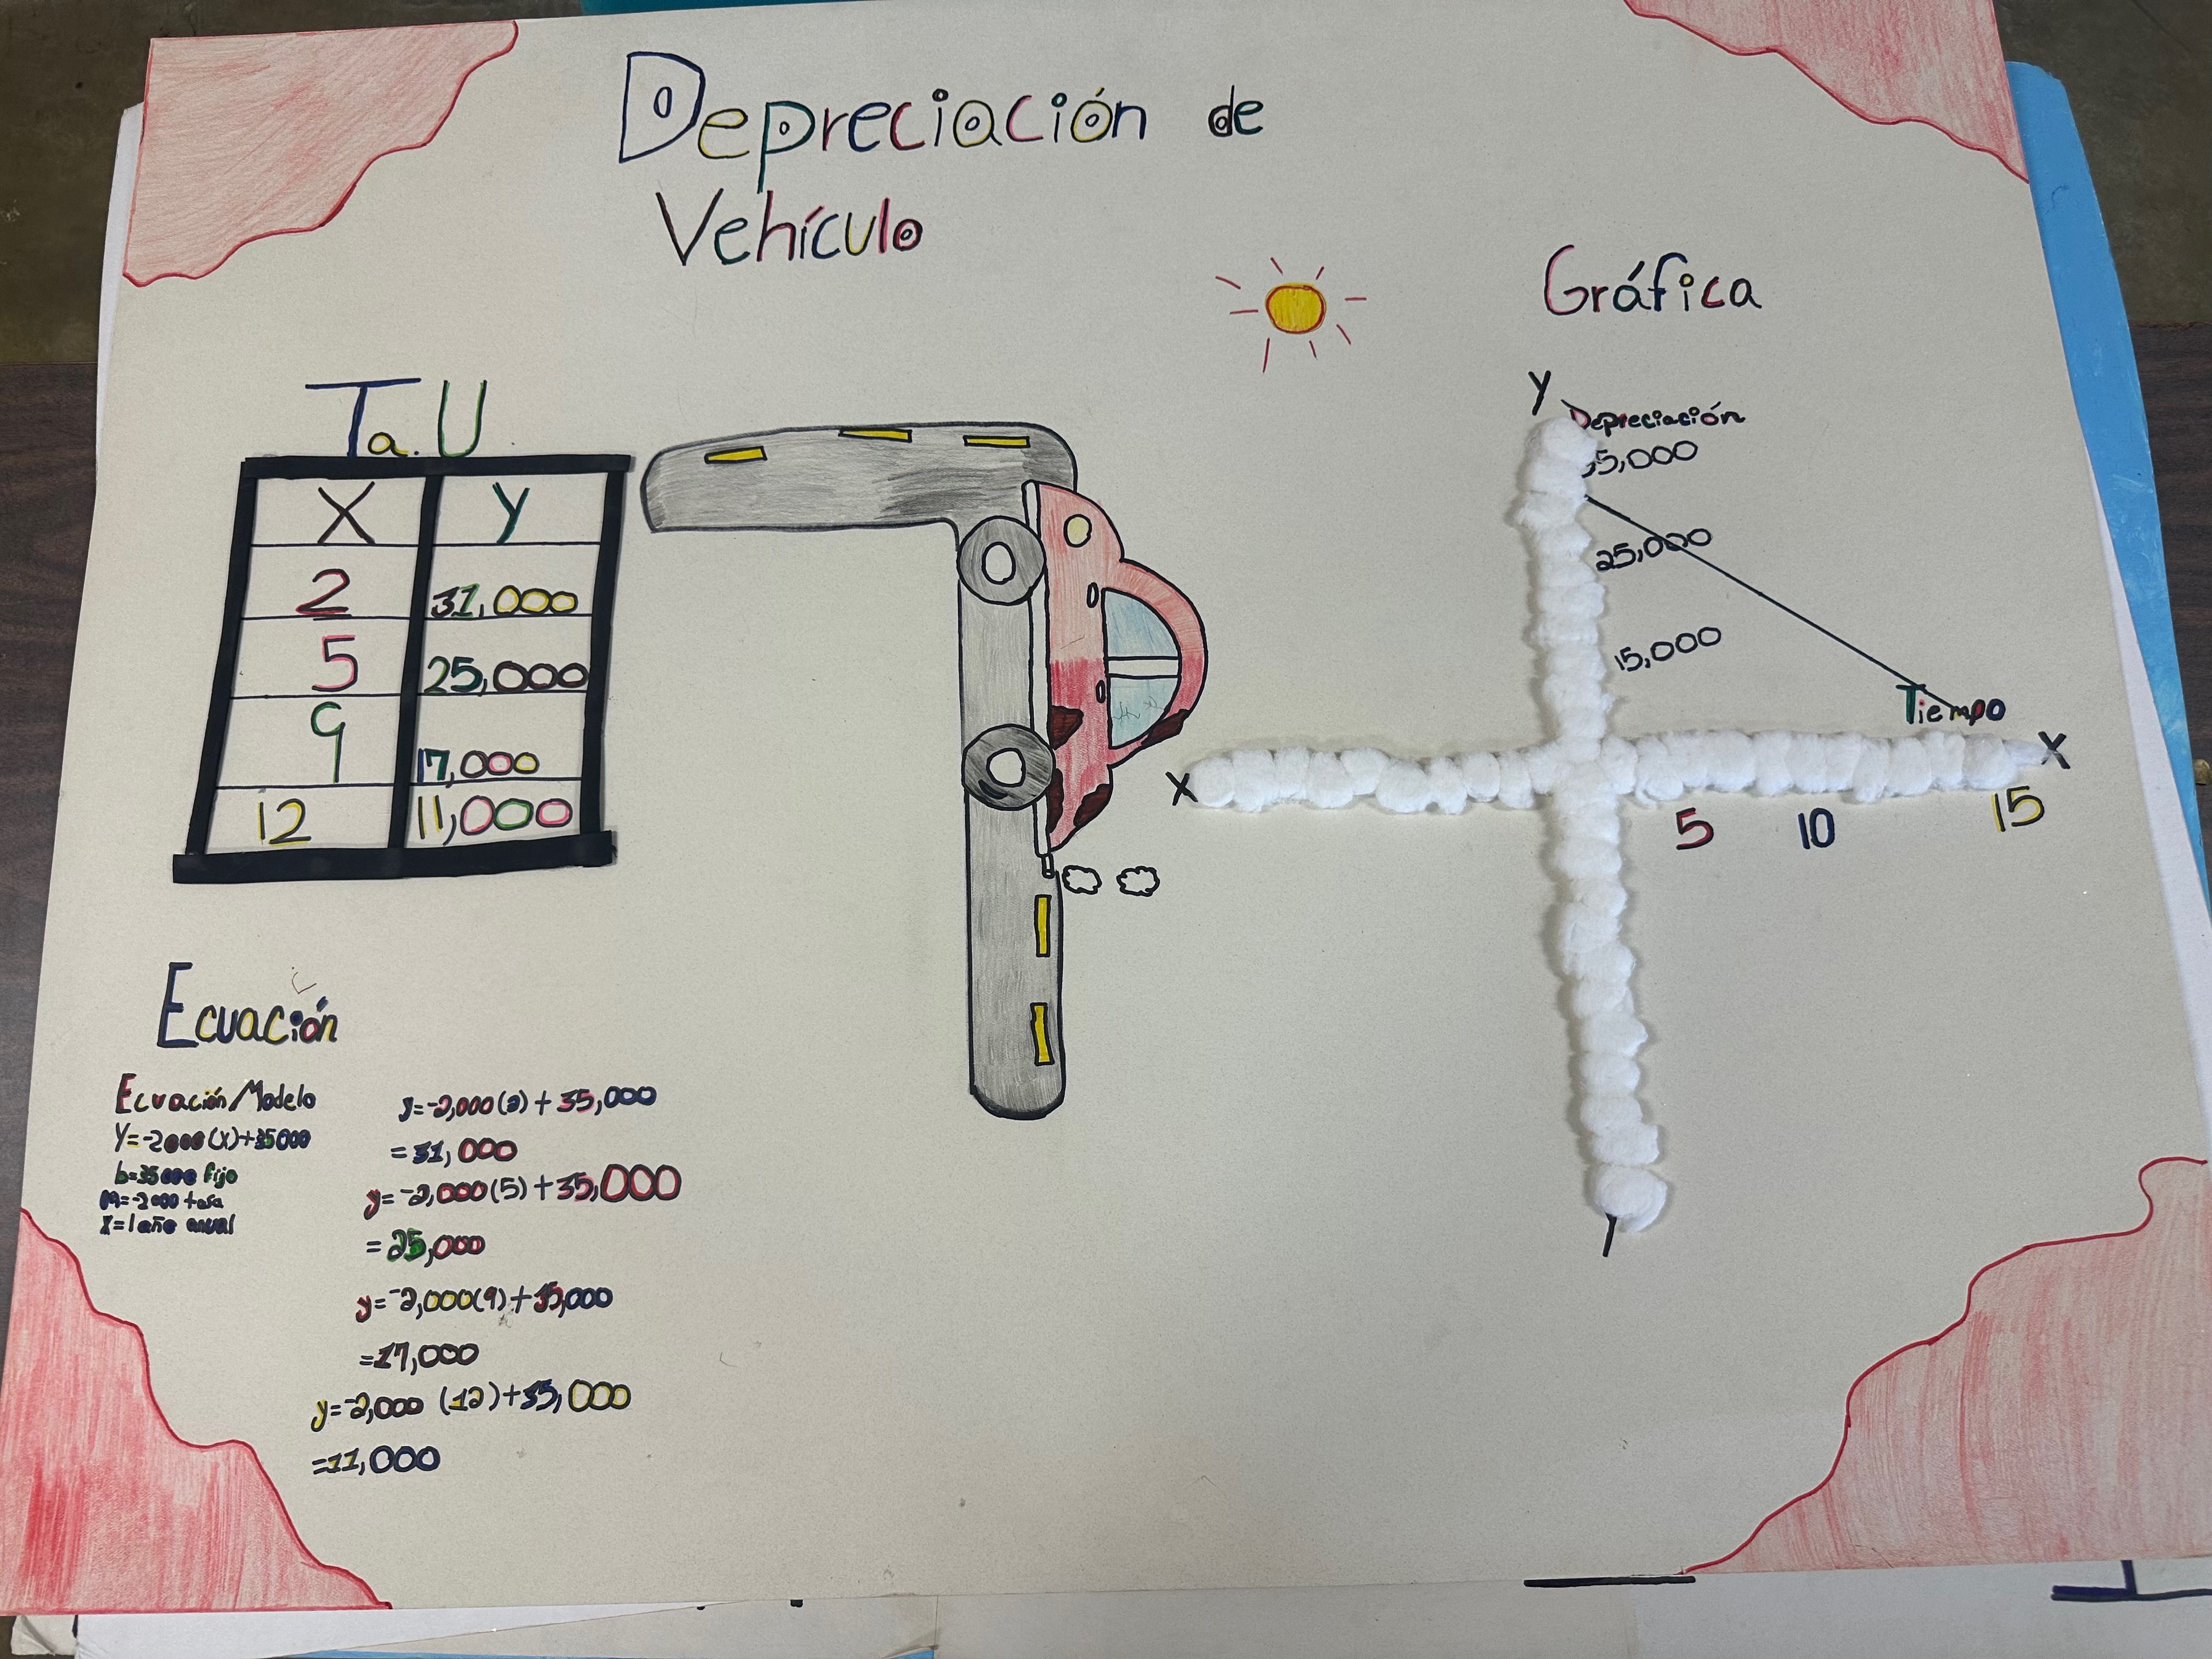 Depreciación de
Vehículo
Ta. U
X Y
2 31,000
5 25,000
9 17,000
12 11,000
Gráfica
Y
Depreciación
35,000
25,000
15,000
Tiempo
X X
5 10 15
Ecuación
Ecuación Modelo
Y=-2000(x)+35000
b=35000 fijo
m=-2000 tasa
X=1 año anual
y=-2,000(2)+35,000
=31,000
y=-2,000(5)+35,000
=25,000
y=-2,000(9)+35,000
=17,000
y=-2,000 (12)+35,000
=11,000